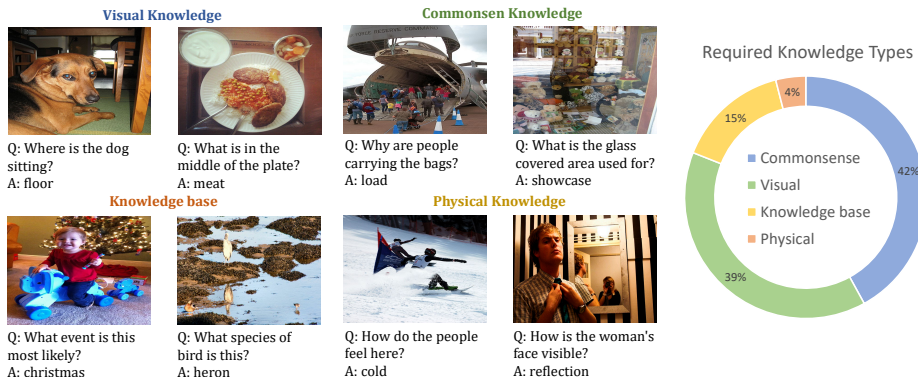 Visual Knowledge
Q: Where is the dog
sitting?
A: floor
Q: What is in the
middle of the plate?
A: meat
Commonsen Knowledge
Q: Why are people
carrying the bags?
A: load
Q: What is the glass
covered area used for?
A: showcase
Knowledge base
Q: What event is this
most likely?
A: christmas
Q: What species of
bird is this?
A: heron
Physical Knowledge
Q: How do the people
feel here?
A: cold
Q: How is the woman's
face visible?
A: reflection
Required Knowledge Types
4%
15%
42%
39%
Commonsense
Visual
Knowledge base
Physical